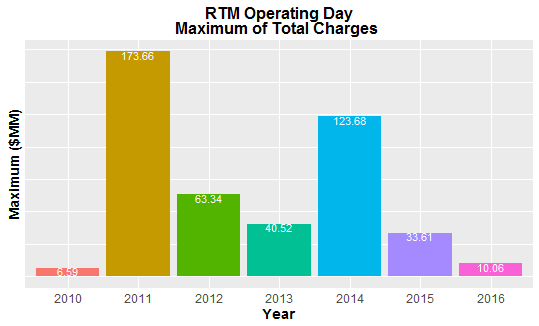 RTM Operating Day
Maximum of Total Charges
Maximum ($MM)
173.66
123.68
63.34
40.52
33.61
10.06
6.59
2010 2011 2012 2013 2014 2015 2016
Year